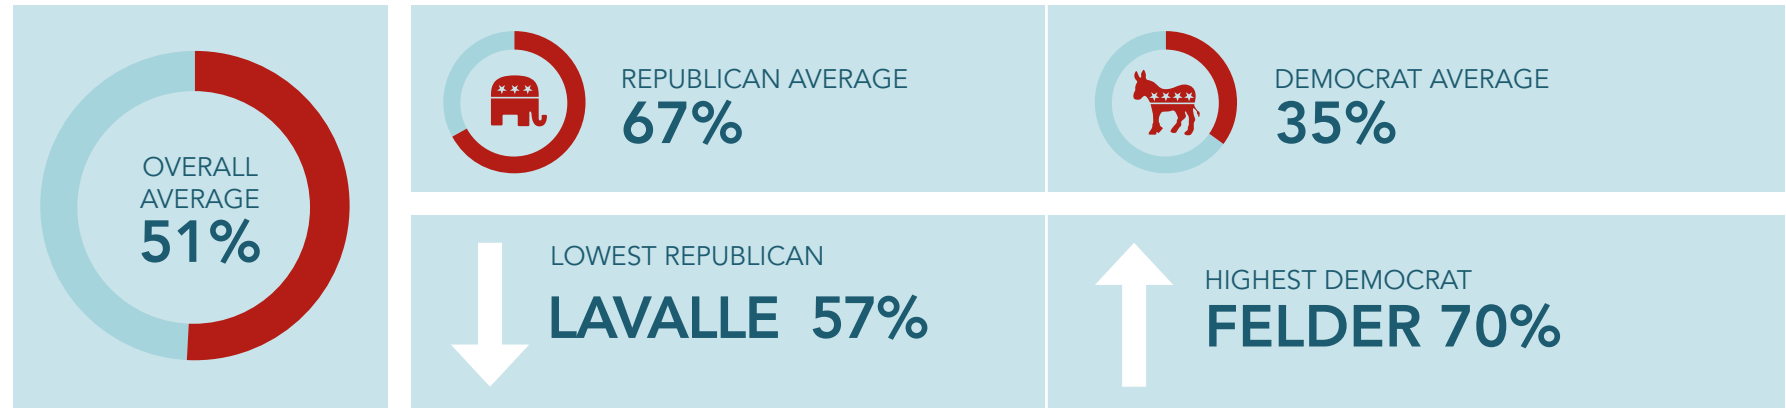 OVERALL
AVERAGE
51%
REPUBLICAN AVERAGE
67%
DEMOCRAT AVERAGE
35%
LOWEST REPUBLICAN
LAVALLE 57%
HIGHEST DEMOCRAT
FELDER 70%